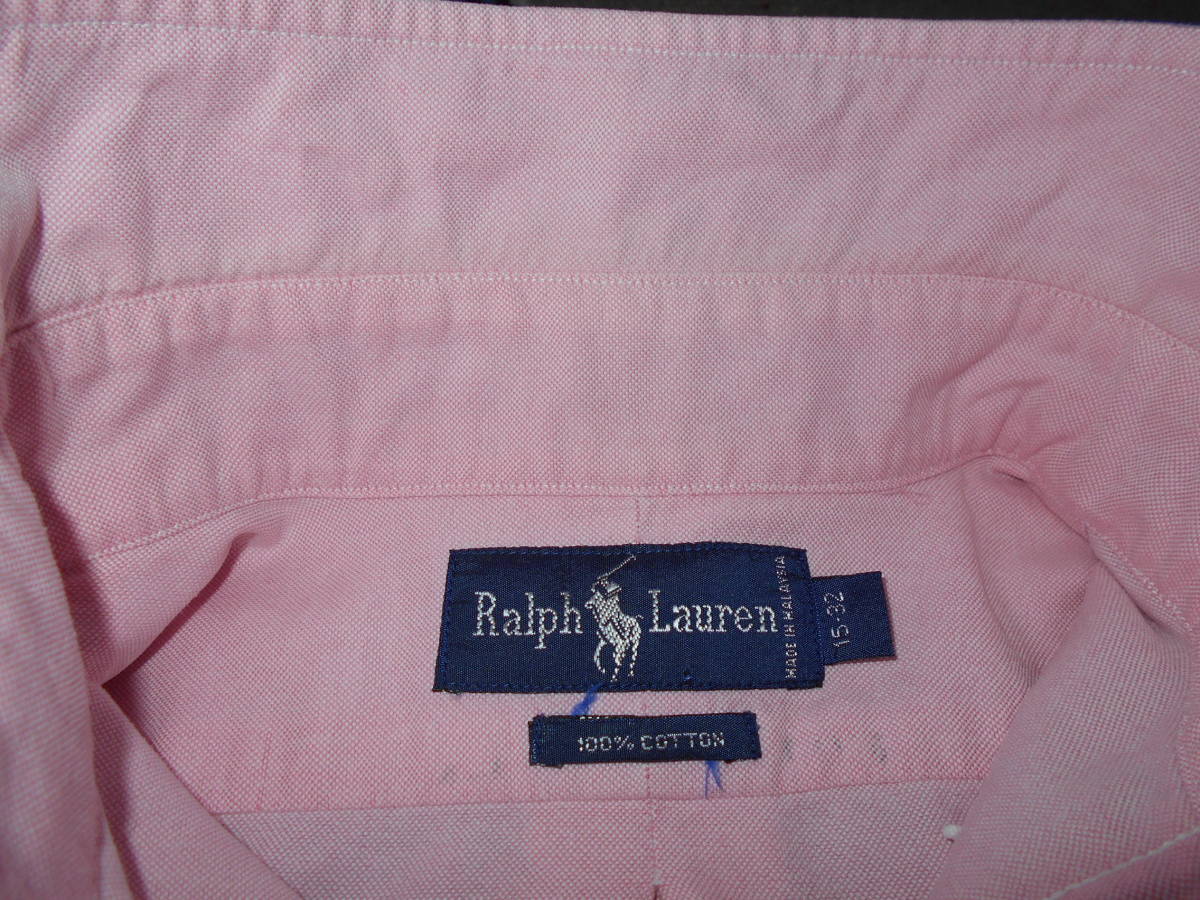 Ralph Lauren
MADE IN MALAYSIA
15-32
100% COTTON